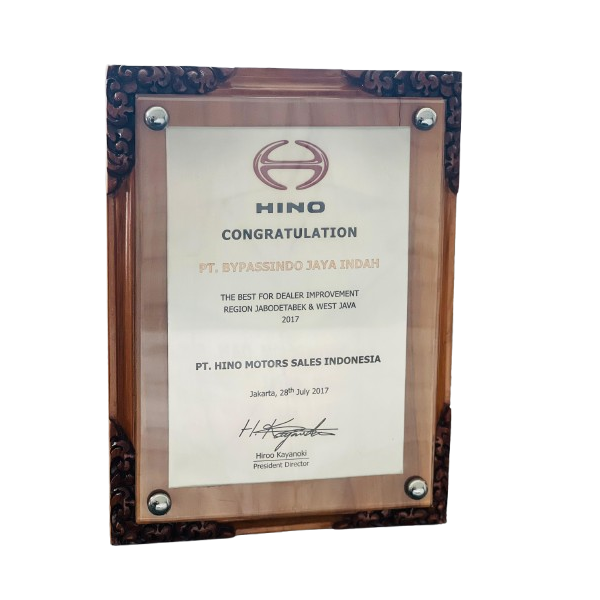 HINO
CONGRATULATION
PT. BYPASSINDO JAYA INDAH
THE BEST FOR DEALER IMPROVEMENT
REGION JABODETABEK & WEST JAVA
2017
PT. HINO MOTORS SALES INDONESIA
Jakarta, 28th July 2017
H. Kayanoki
Hiroo Kayanoki
President Director